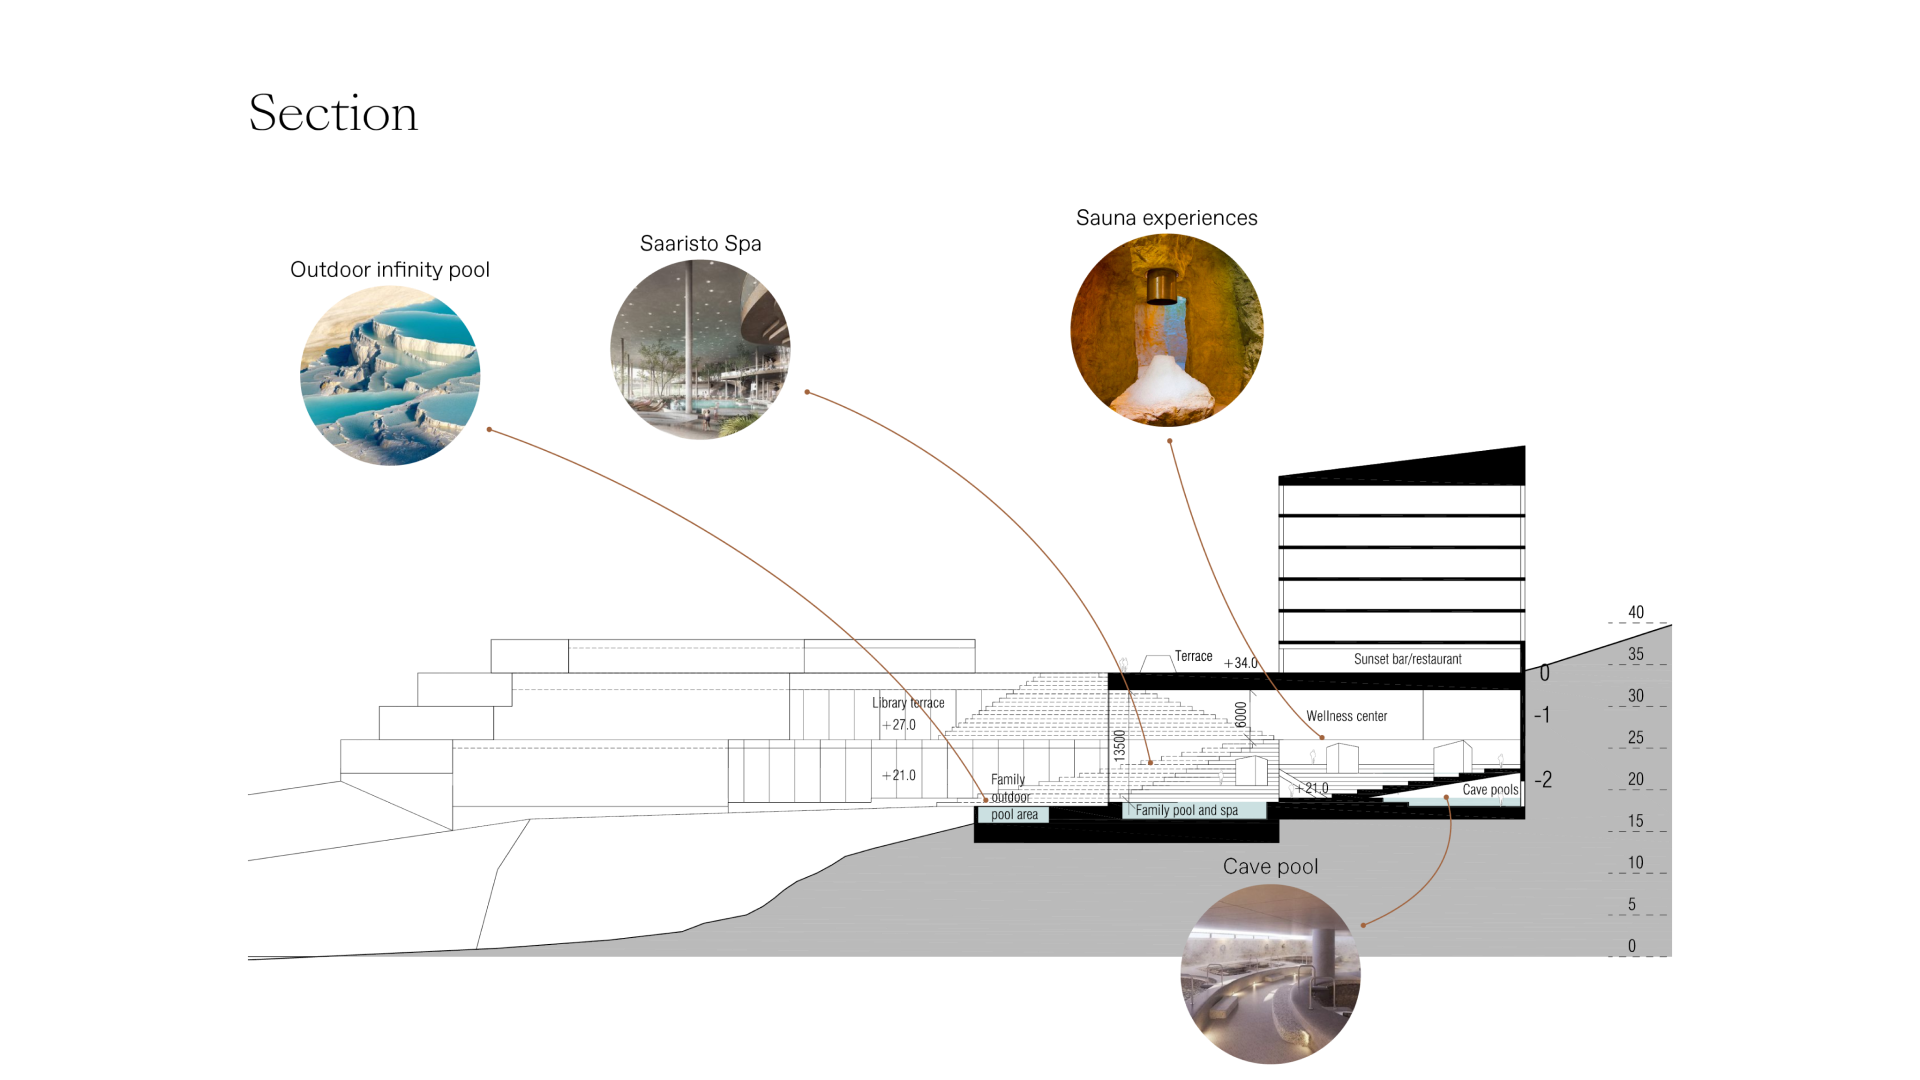 Section
Sauna experiences
Saaristo Spa
Outdoor infinity pool
40
35
30
25
20
15
10
5
0
Terrace
+34.0
Sunset bar/restaurant
0
-1
-2
Library terrace
+27.0
6000
Wellness center
13500
+21.0
Family
outdoor
pool area
Family pool and spa
+21.0
Cave pools
Cave pool